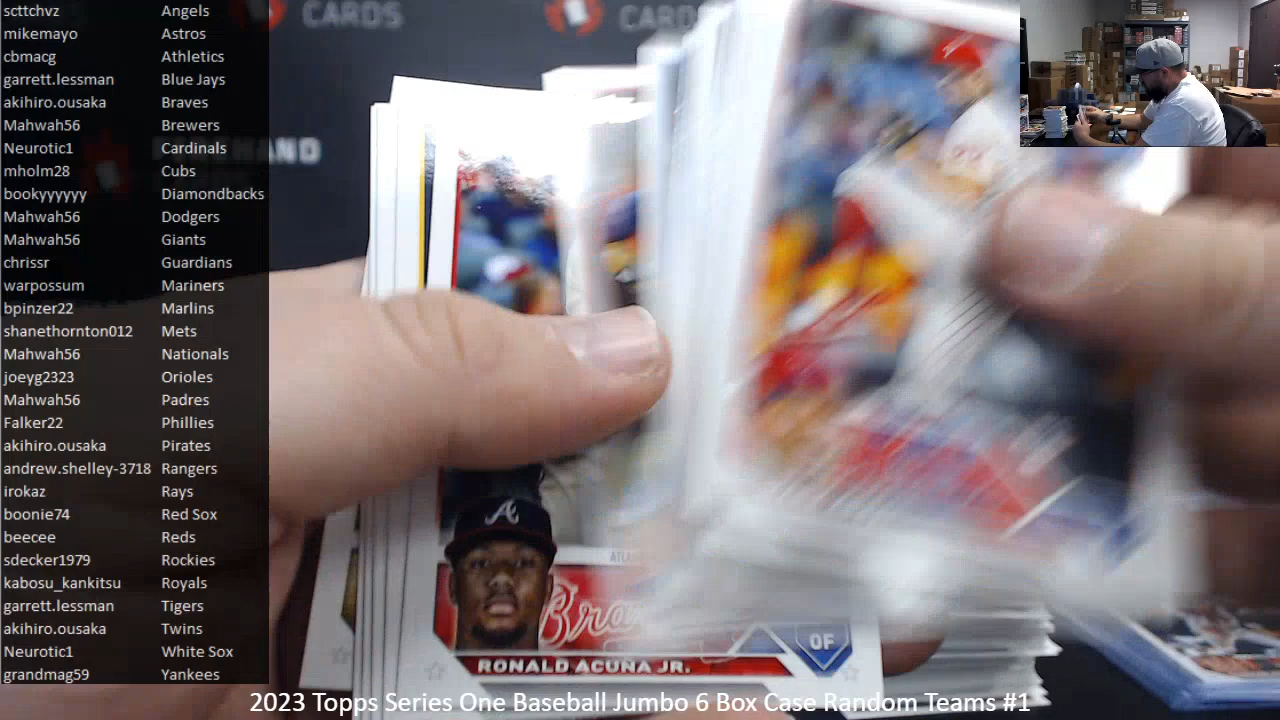 scttchvz Angels
mikemayo Astros
cbmacg Athletics
garrett.lessman Blue Jays
akihiro.ousaka Braves
Mahwah56 Brewers
Neurotic1 Cardinals
mholm28 Cubs
bookyyyyyy Diamondbacks
Mahwah56 Dodgers
Mahwah56 Giants
chrissr Guardians
warpossum Mariners
bpinzer22 Marlins
shanethornton012 Mets
Mahwah56 Nationals
joeyg2323 Orioles
Mahwah56 Padres
Falker22 Phillies
akihiro.ousaka Pirates
andrew.shelley-3718 Rangers
irokaz Rays
boonie74 Red Sox
beecee Reds
sdecker1979 Rockies
kabosu_kankitsu Royals
garrett.lessman Tigers
akihiro.ousaka Twins
Neurotic1 White Sox
grandmag59 Yankees
CARDS
CARDS
A
OF
RONALD ACUÑA JR.
2023 Topps Series One Baseball Jumbo 6 Box Case Random Teams #1